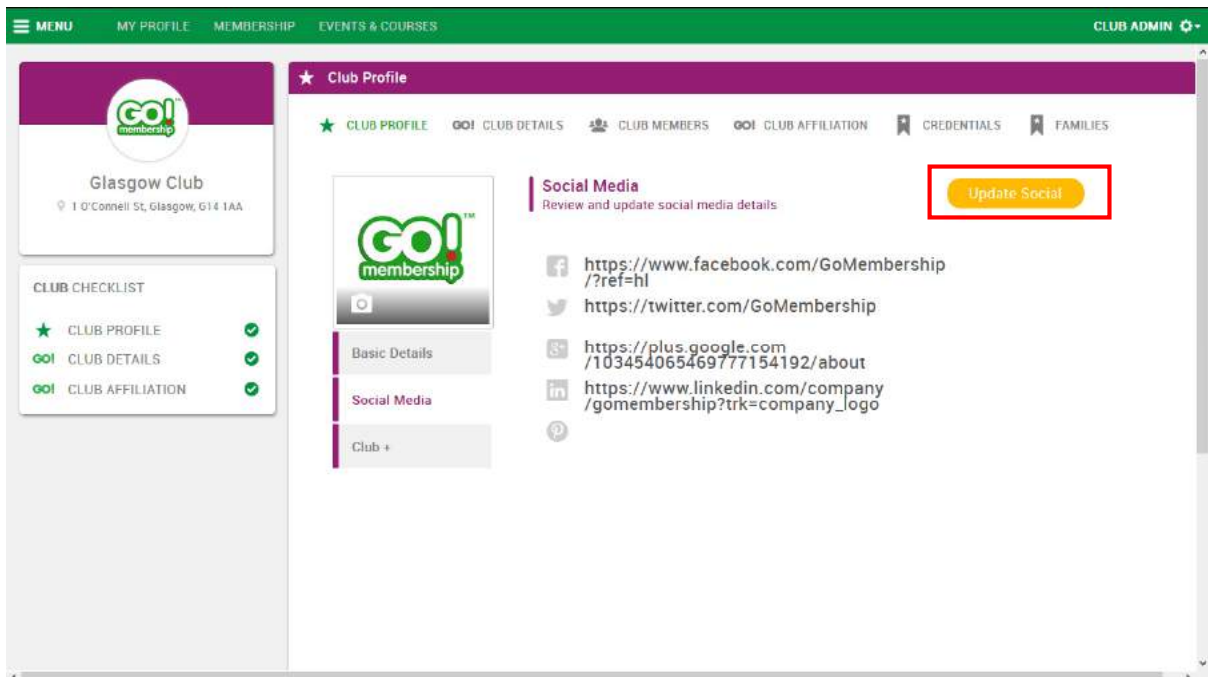 MENU MY PROFILE MEMBERSHIP EVENTS & COURSES CLUB ADMIN
GO!™
membership
Glasgow Club
1 O'Connell St, Glasgow, G14 1AA
CLUB CHECKLIST
CLUB PROFILE
GO! CLUB DETAILS
GO! CLUB AFFILIATION
Club Profile
CLUB PROFILE GO! CLUB DETAILS CLUB MEMBERS GO! CLUB AFFILIATION CREDENTIALS FAMILIES
GO!™
membership
Basic Details
Social Media
Club +
Social Media
Review and update social media details
Update Social
https://www.facebook.com/GoMembership
/?ref=hl
https://twitter.com/GoMembership
https://plus.google.com
/103454065469777154192/about
https://www.linkedin.com/company
/gomembership?trk=company_logo